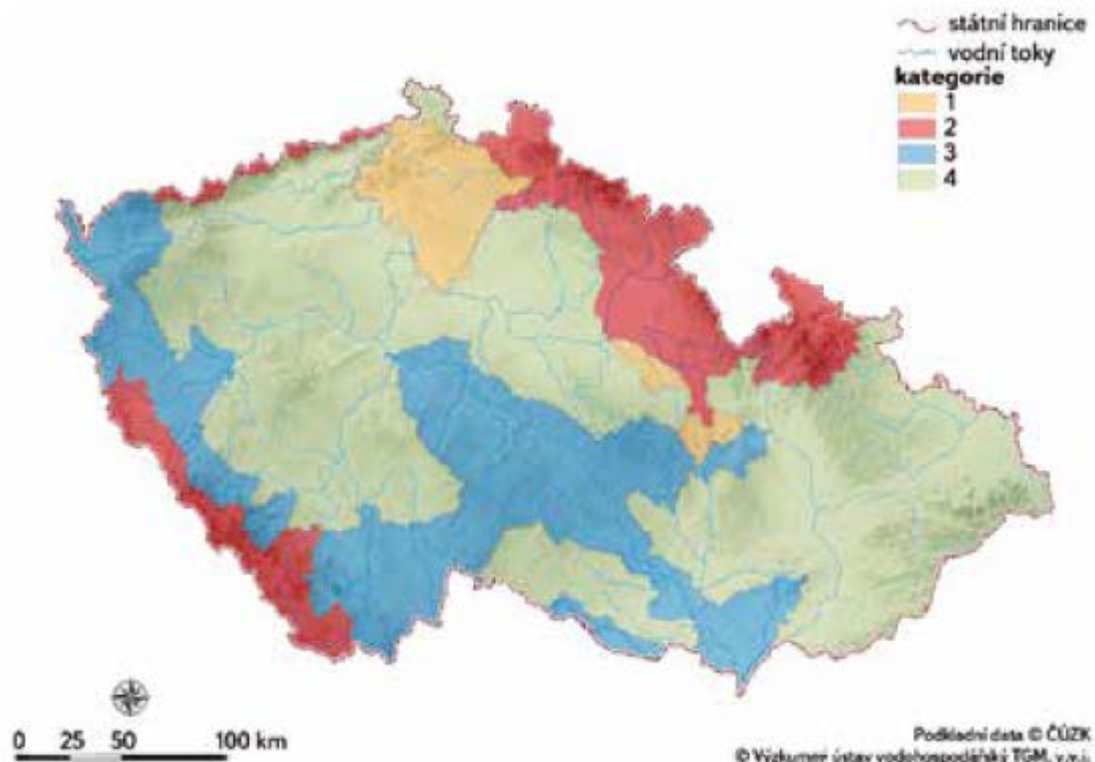 státní hranice
vodní toky
kategorie
1
2
3
4
0 25 50 100 km
Podkladní data © ČÚZK
© Výzkumný ústav vodohospodářský TGM, v.v.i.